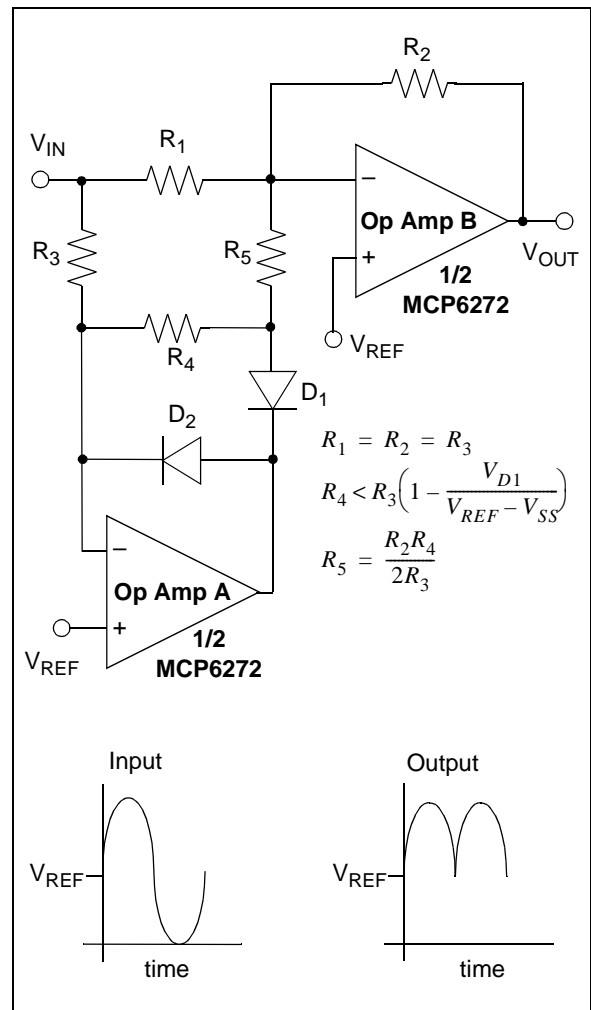 R2
VIN
R1
R3
R5
Op Amp B
VOUT
1/2
MCP6272
R4
VREF
D1
D2
R1 = R2 = R3
R4 < R3(1 - VD1/(VREF - VSS))
R5 = R2R4/2R3
Op Amp A
VREF
1/2
MCP6272
Input
Output
VREF
VREF
time
time